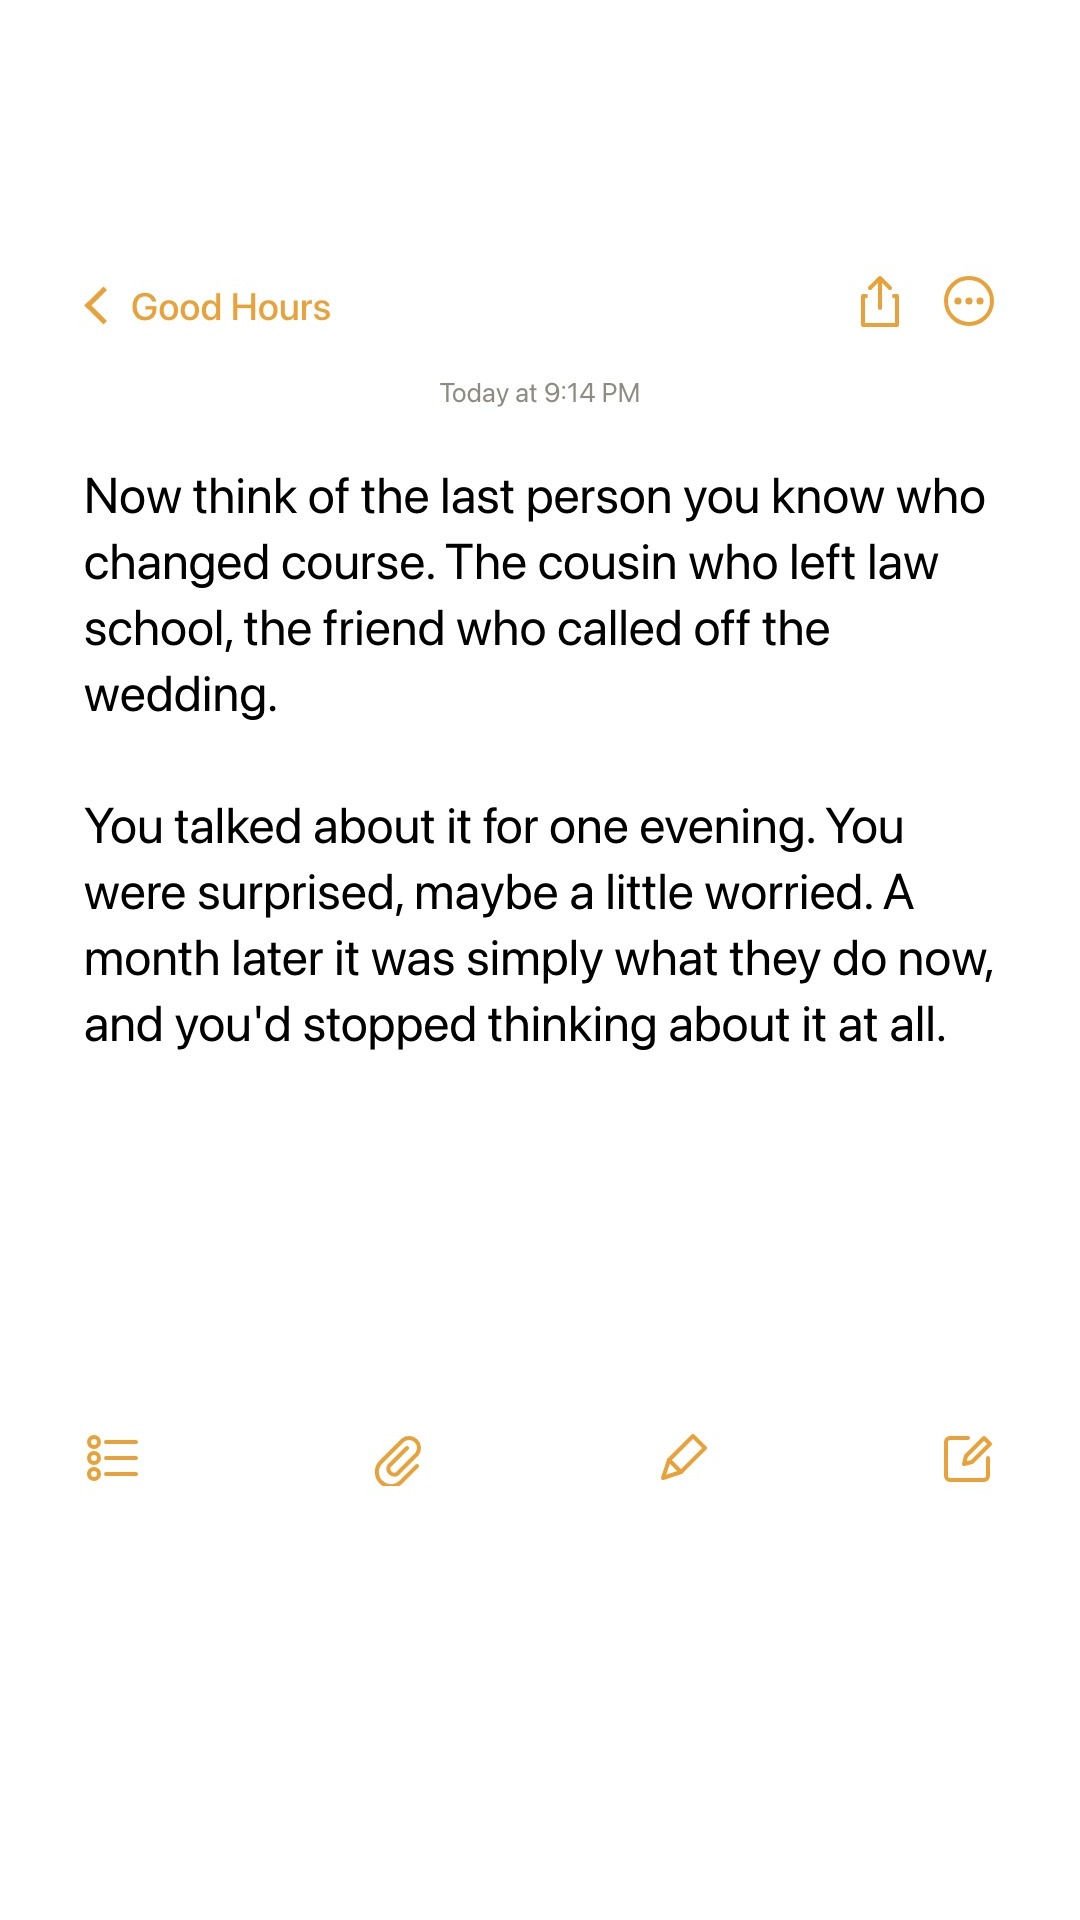 Good Hours
Today at 9:14 PM
Now think of the last person you know who
changed course. The cousin who left law
school, the friend who called off the
wedding.
You talked about it for one evening. You
were surprised, maybe a little worried. A
month later it was simply what they do now,
and you'd stopped thinking about it at all.